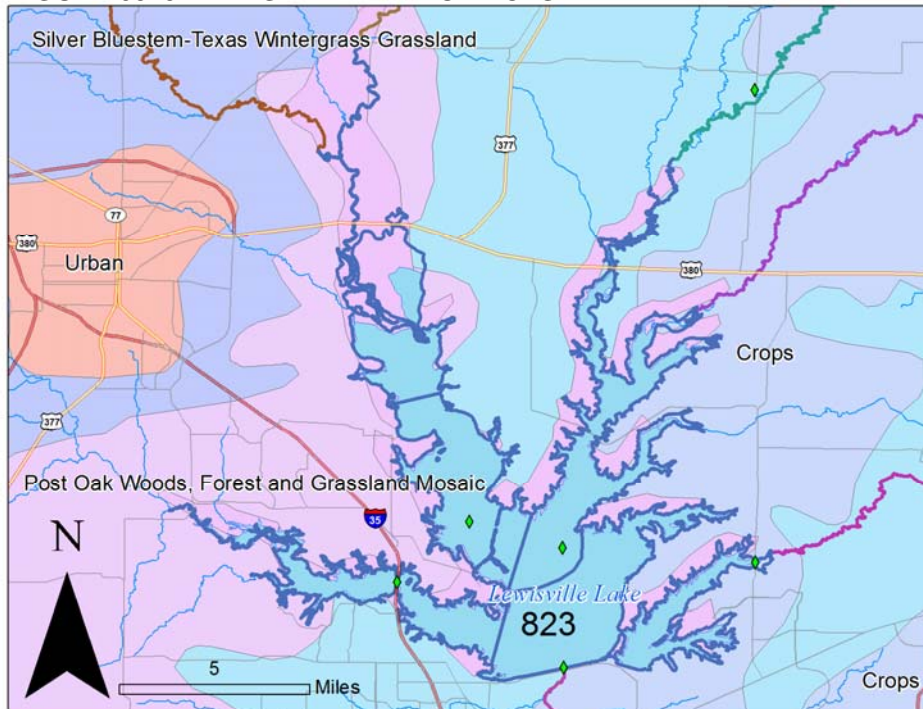 Silver Bluestem-Texas Wintergrass Grassland
377
77
380
Urban
380
Crops
377
Post Oak Woods, Forest and Grassland Mosaic
35
N
Lewisville Lake
823
5
Miles
Crops